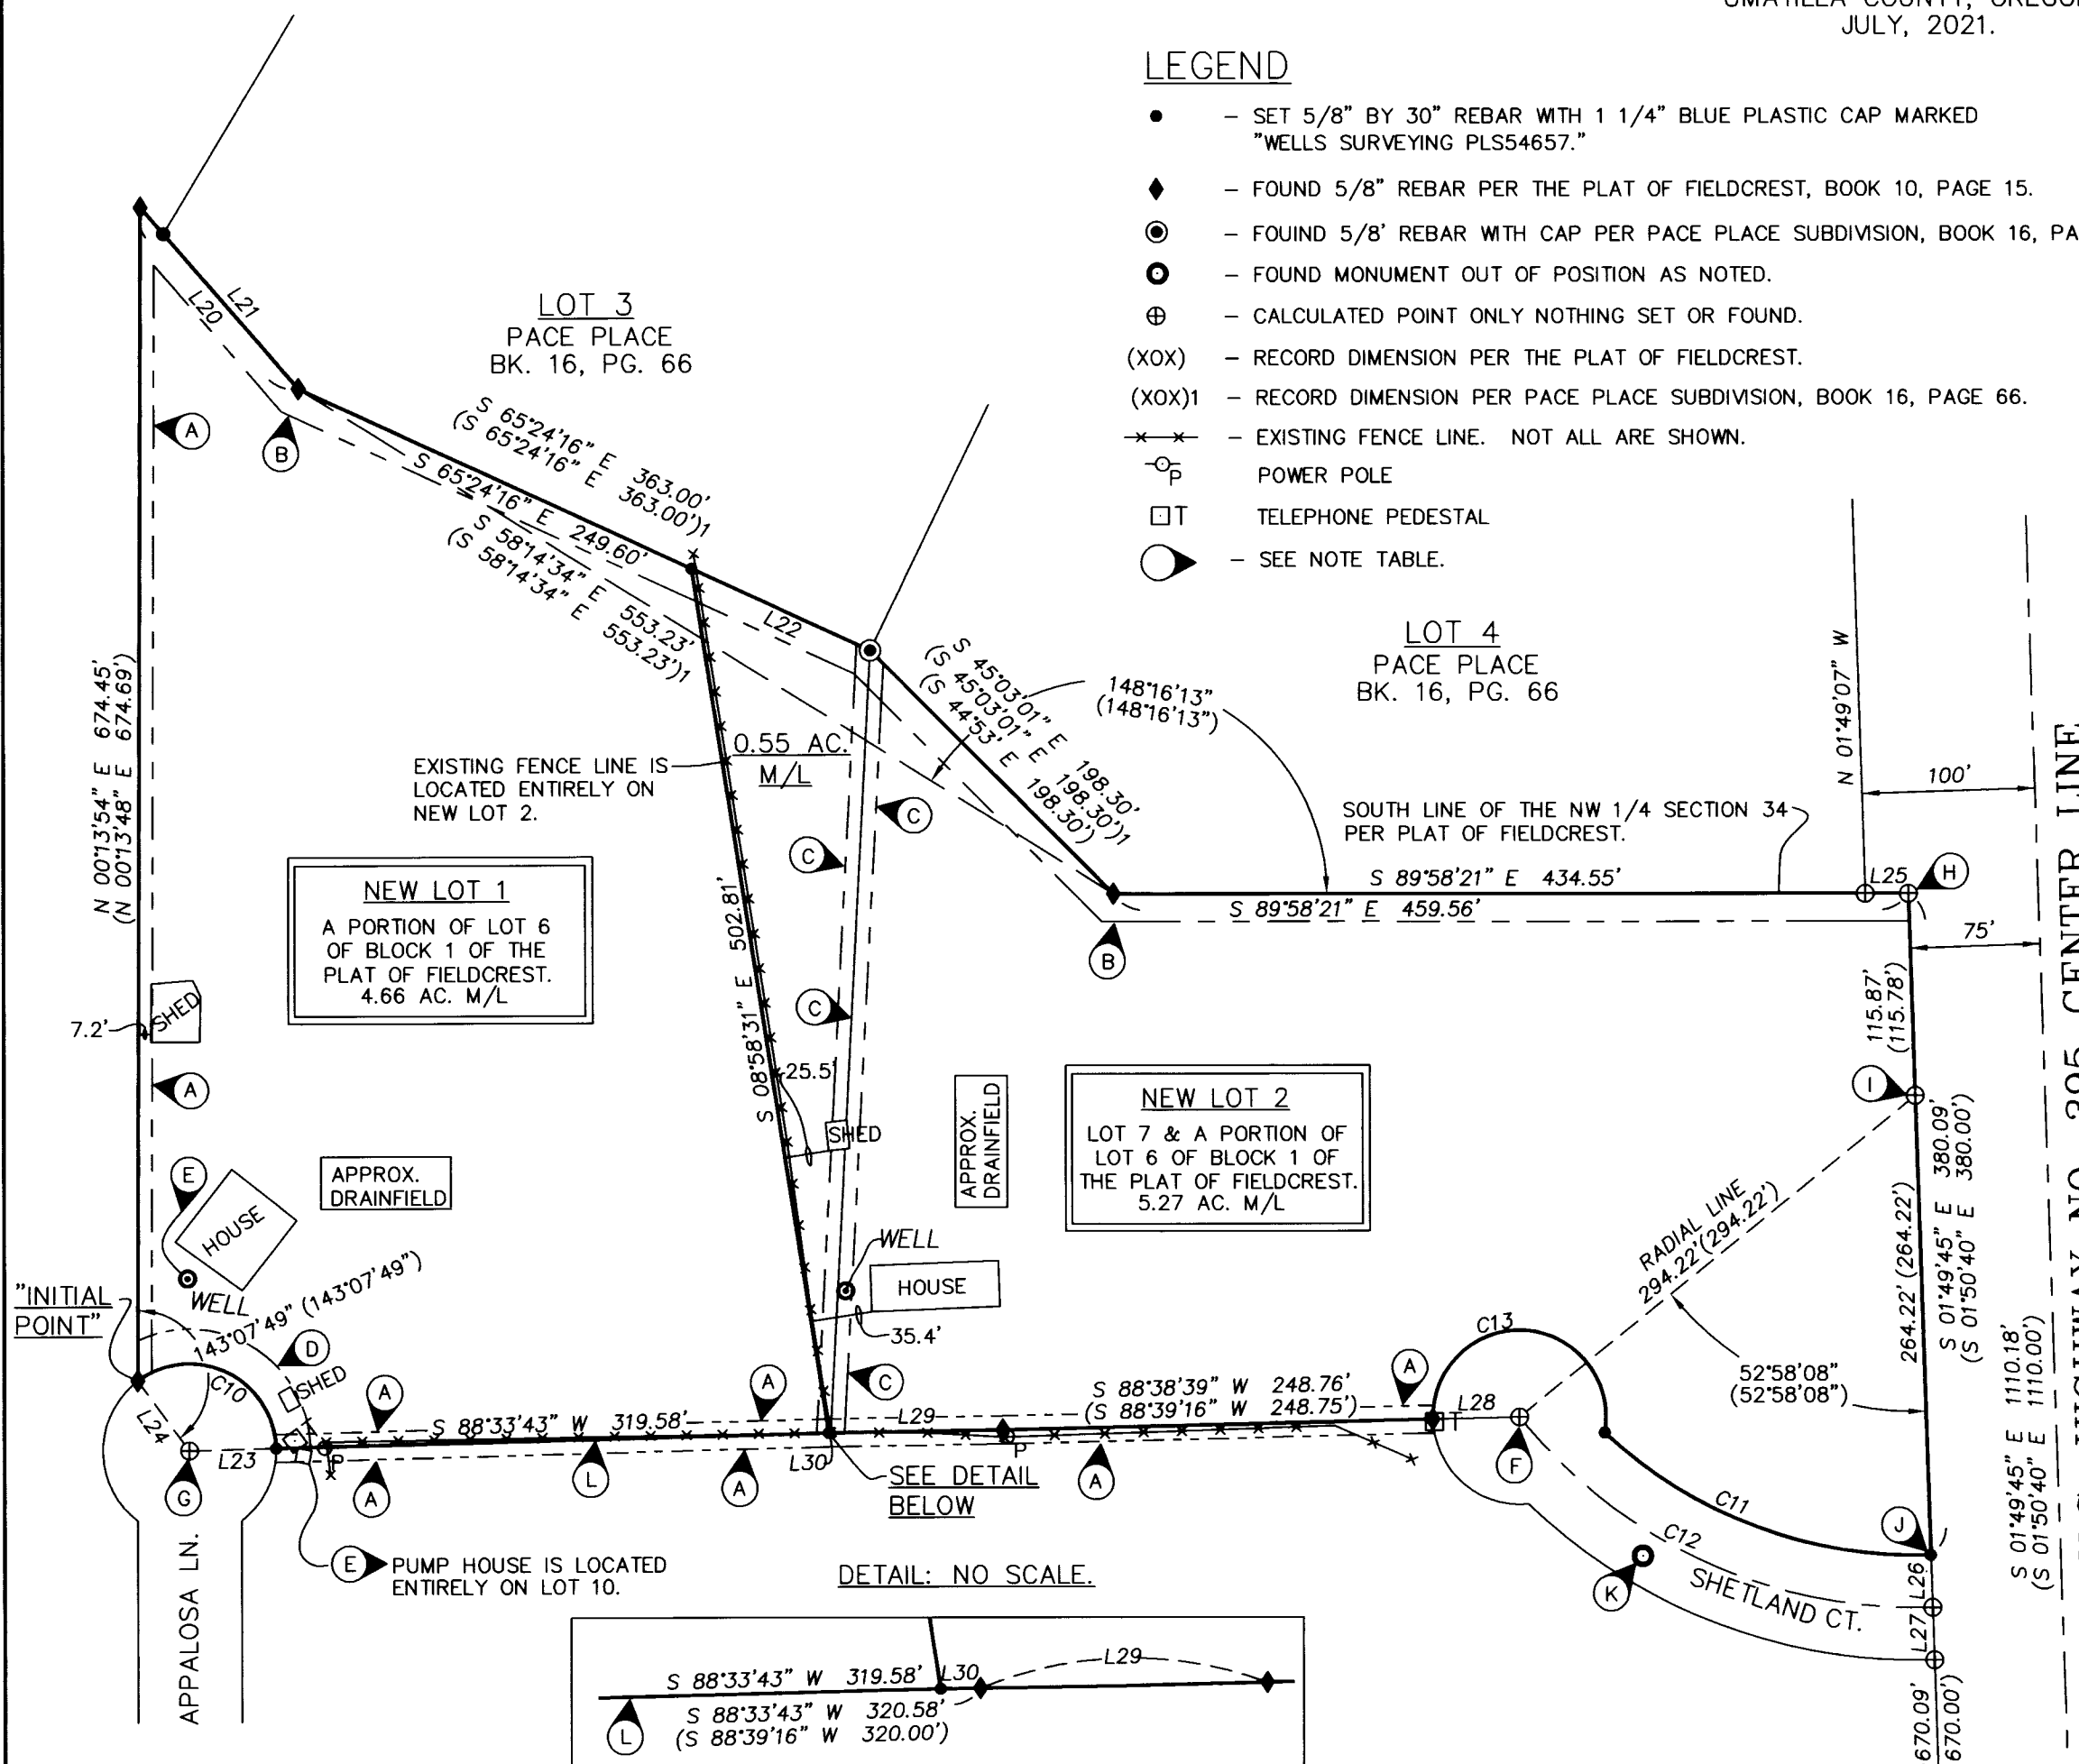 UMATILLA COUNTY, OREGON
JULY, 2021.
LEGEND
— SET 5/8" BY 30" REBAR WITH 1 1/4" BLUE PLASTIC CAP MARKED
"WELLS SURVEYING PLS54657."
— FOUND 5/8" REBAR PER THE PLAT OF FIELDCREST, BOOK 10, PAGE 15.
— FOUIND 5/8' REBAR WITH CAP PER PACE PLACE SUBDIVISION, BOOK 16, PA
— FOUND MONUMENT OUT OF POSITION AS NOTED.
— CALCULATED POINT ONLY NOTHING SET OR FOUND.
(XOX) — RECORD DIMENSION PER THE PLAT OF FIELDCREST.
(XOX)1 — RECORD DIMENSION PER PACE PLACE SUBDIVISION, BOOK 16, PAGE 66.
— EXISTING FENCE LINE. NOT ALL ARE SHOWN.
P POWER POLE
T TELEPHONE PEDESTAL
— SEE NOTE TABLE.
L21
L20
LOT 3
PACE PLACE
BK. 16, PG. 66
A
B
S 65°24'16" E 363.00'
(S 65°24'16" E 363.00')1
S 65°24'16" E 249.60'
S 58°14'34" E 553.23'
(S 58°14'34" E 553.23')1
L22
LOT 4
PACE PLACE
BK. 16, PG. 66
S 45°03'01" E 198.30'
(S 45°03'01" E 198.30')1
(S 44°53' E 198.30')
148°16'13"
(148°16'13")
N 01°49'07" W
100'
N 00°13'54" E 674.45'
(N 00°13'48" E 674.69')
0.55 AC.
M/L
EXISTING FENCE LINE IS
LOCATED ENTIRELY ON
NEW LOT 2.
C
C
SOUTH LINE OF THE NW 1/4 SECTION 34
PER PLAT OF FIELDCREST.
S 89°58'21" E 434.55'
L25
H
S 89°58'21" E 459.56'
B
75'
NEW LOT 1
A PORTION OF LOT 6
OF BLOCK 1 OF THE
PLAT OF FIELDCREST.
4.66 AC. M/L
S 08°58'31" E 502.81'
C
115.87'
(115.78')
SHED
7.2'
A
25.5'
SHED
APPROX.
DRAINFIELD
NEW LOT 2
LOT 7 & A PORTION OF
LOT 6 OF BLOCK 1 OF
THE PLAT OF FIELDCREST.
5.27 AC. M/L
I
S 01°49'45" E 380.09'
(S 01°50'40" E 380.00')
264.22' (264.22')
RADIAL LINE
294.22' (294.22')
E
HOUSE
APPROX.
DRAINFIELD
WELL
WELL
HOUSE
35.4'
"INITIAL
POINT"
143°07'49" (143°07'49")
D
SHED
C10
L24
L23
G
A
S 88°33'43" W 319.58'
A
A
L
A
L30
C
L29
S 88°38'39" W 248.76'
(S 88°39'16" W 248.75')
A
P
P
A
T
L28
C13
F
52°58'08"
(52°58'08")
C11
C12
J
K
SHETLAND CT.
L26
L27
S 01°49'45" E 1110.18'
(S 01°50'40" E 1110.00')
670.09'
670.00')
CENTER LINE
SEE DETAIL
BELOW
E
PUMP HOUSE IS LOCATED
ENTIRELY ON LOT 10.
APPALOSA LN.
DETAIL: NO SCALE.
S 88°33'43" W 319.58'
L30
L29
S 88°33'43" W 320.58'
(S 88°39'16" W 320.00')
L